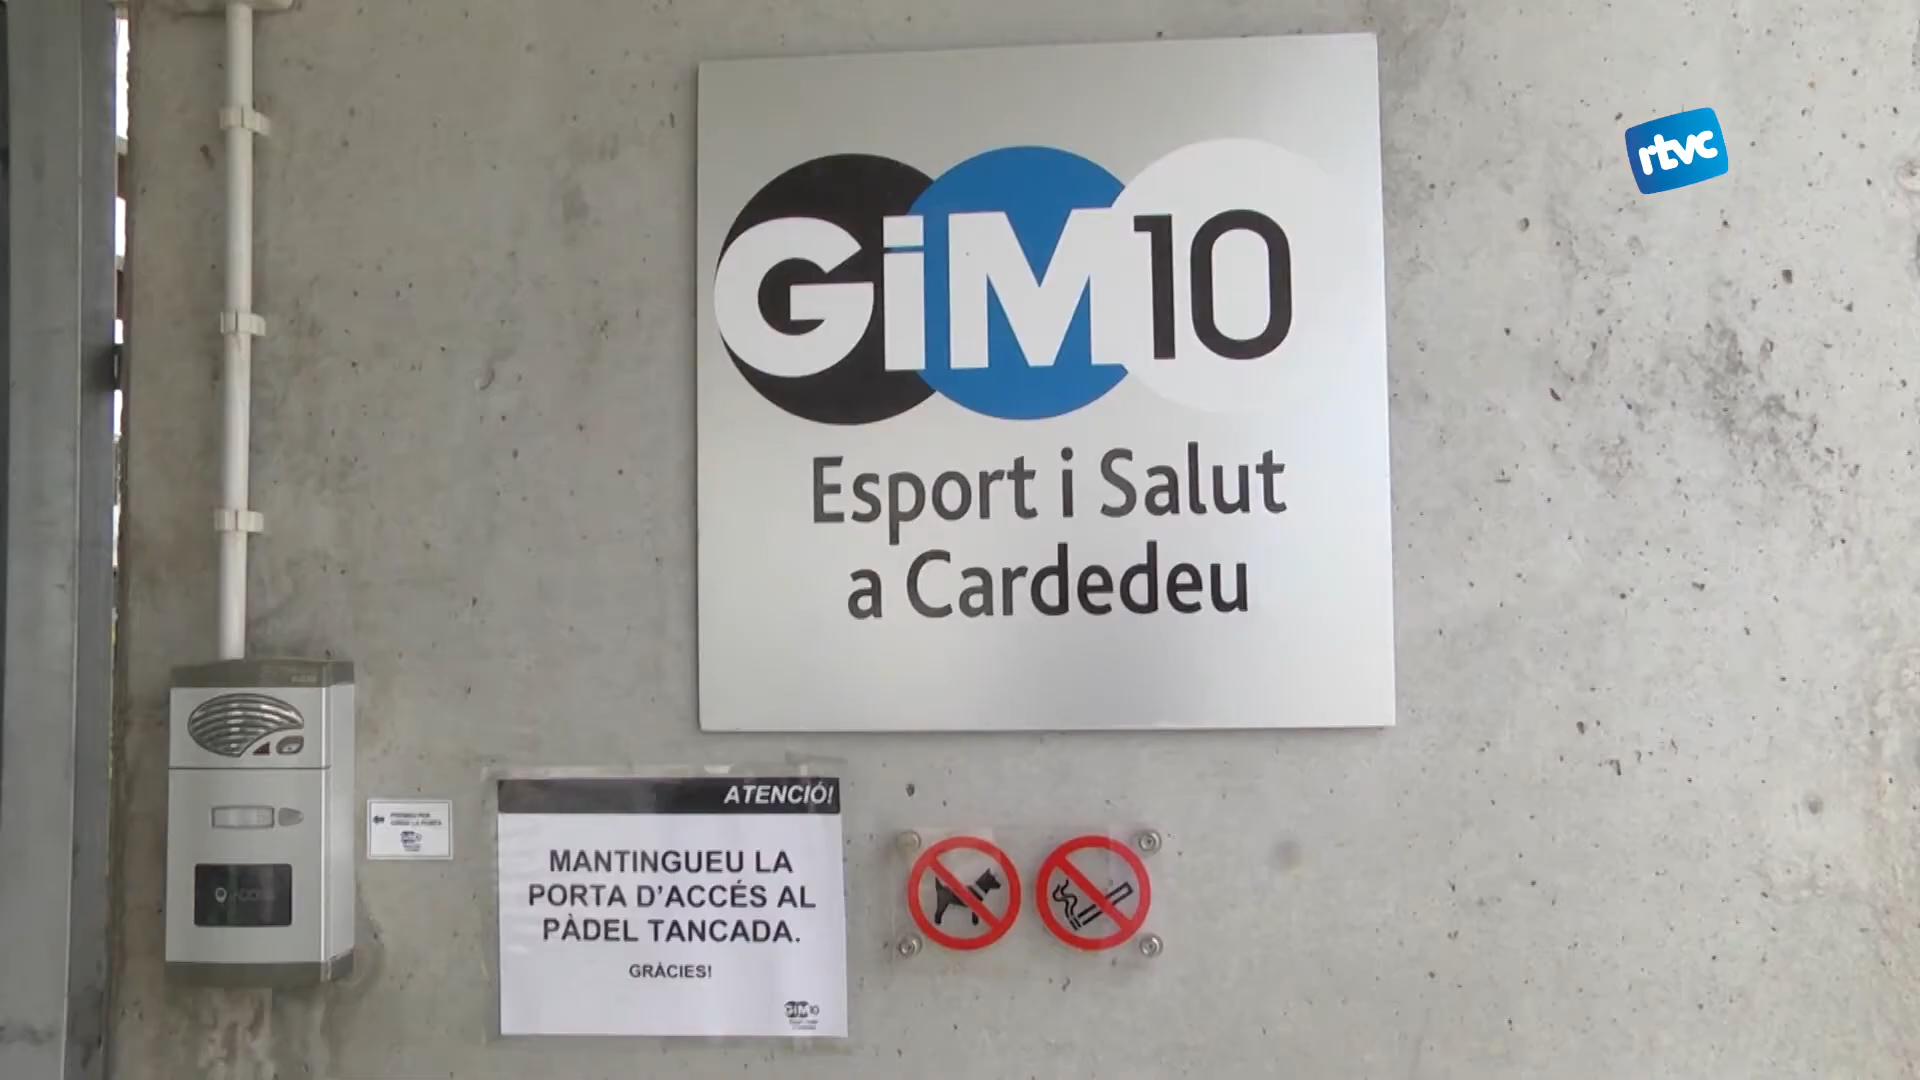 rtvc
GiM10
Esport i Salut
a Cardedeu
ATENCIÓ!
MANTINGUEU LA
PORTA D'ACCÉS AL
PÀDEL TANCADA.
GRÀCIES!
GiM10